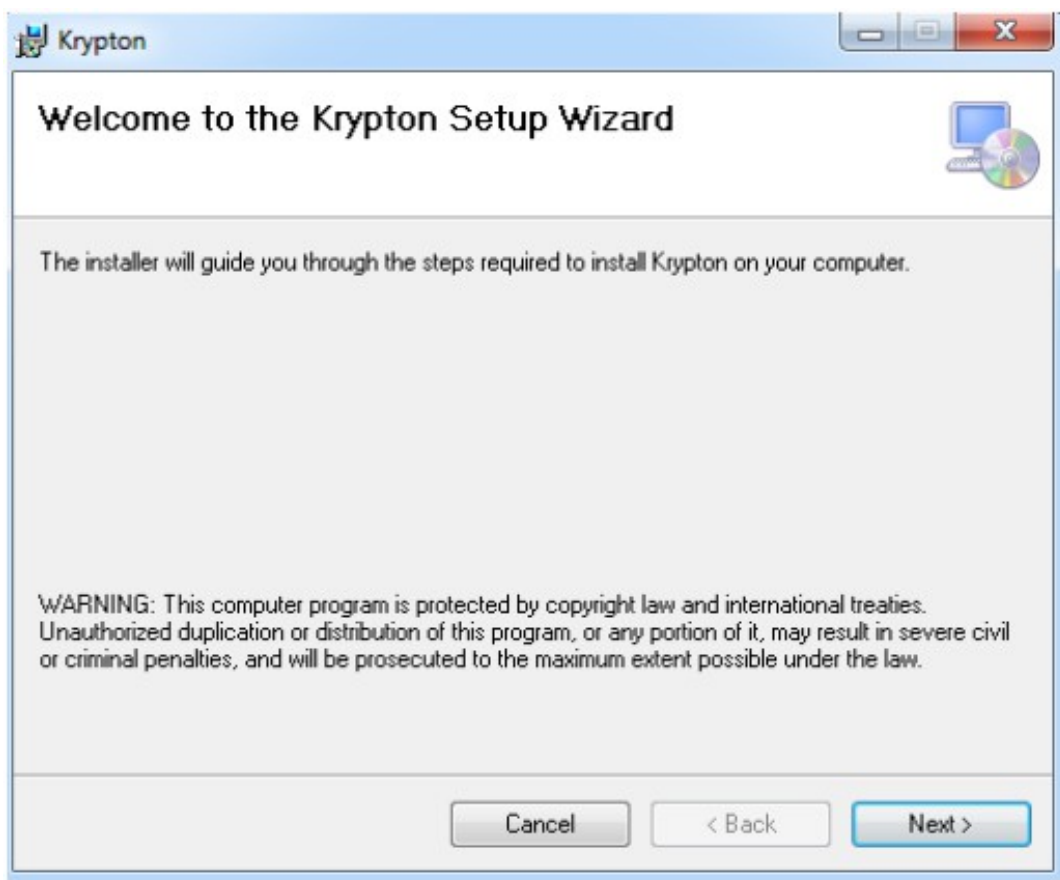 Krypton
Welcome to the Krypton Setup Wizard
The installer will guide you through the steps required to install Krypton on your computer.
WARNING: This computer program is protected by copyright law and international treaties.
Unauthorized duplication or distribution of this program, or any portion of it, may result in severe civil
or criminal penalties, and will be prosecuted to the maximum extent possible under the law.
Cancel
< Back
Next >